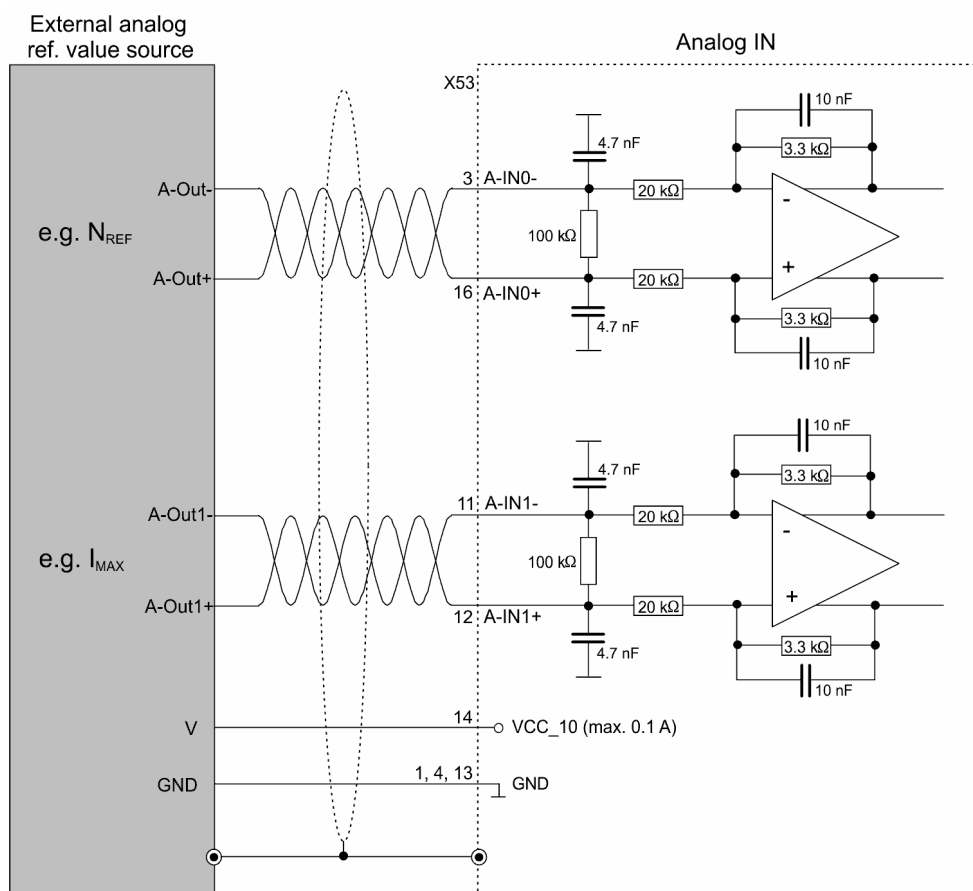 External analog
ref. value source
Analog IN
X53
10 nF
4.7 nF
3.3 kΩ
A-Out-
3
A-IN0-
20 kΩ
-
e.g. NREF
100 kΩ
+
A-Out+
16
A-IN0+
20 kΩ
4.7 nF
3.3 kΩ
10 nF
10 nF
4.7 nF
3.3 kΩ
A-Out1-
11
A-IN1-
20 kΩ
-
e.g. IMAX
100 kΩ
+
A-Out1+
12
A-IN1+
20 kΩ
4.7 nF
3.3 kΩ
10 nF
V
14
VCC_10 (max. 0.1 A)
GND
1, 4, 13
GND